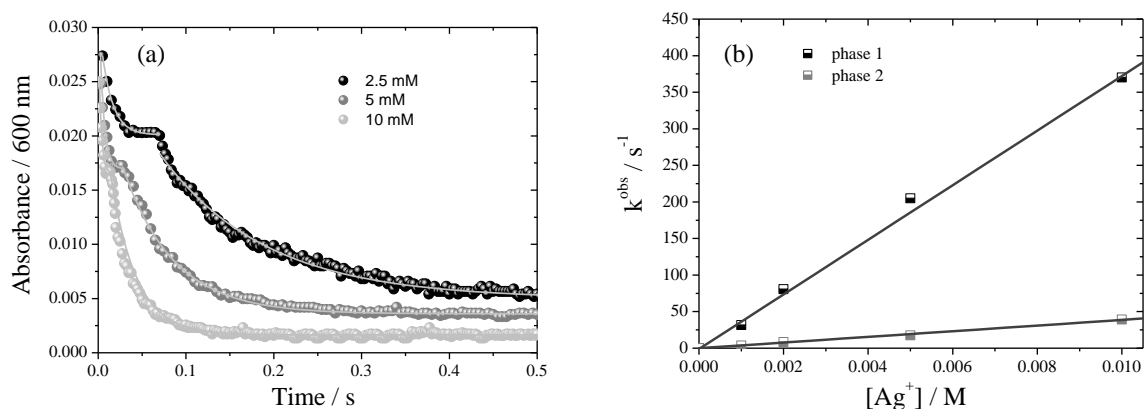 (a)
2.5 mM
5 mM
10 mM
0.030
0.025
0.020
0.015
0.010
0.005
0.000
Absorbance / 600 nm
0.0 0.1 0.2 0.3 0.4 0.5
Time / s
(b)
phase 1
phase 2
400
350
300
250
200
150
100
50
0
k^obs / s^-1
0.000 0.002 0.004 0.006 0.008 0.010
[Ag^+] / M